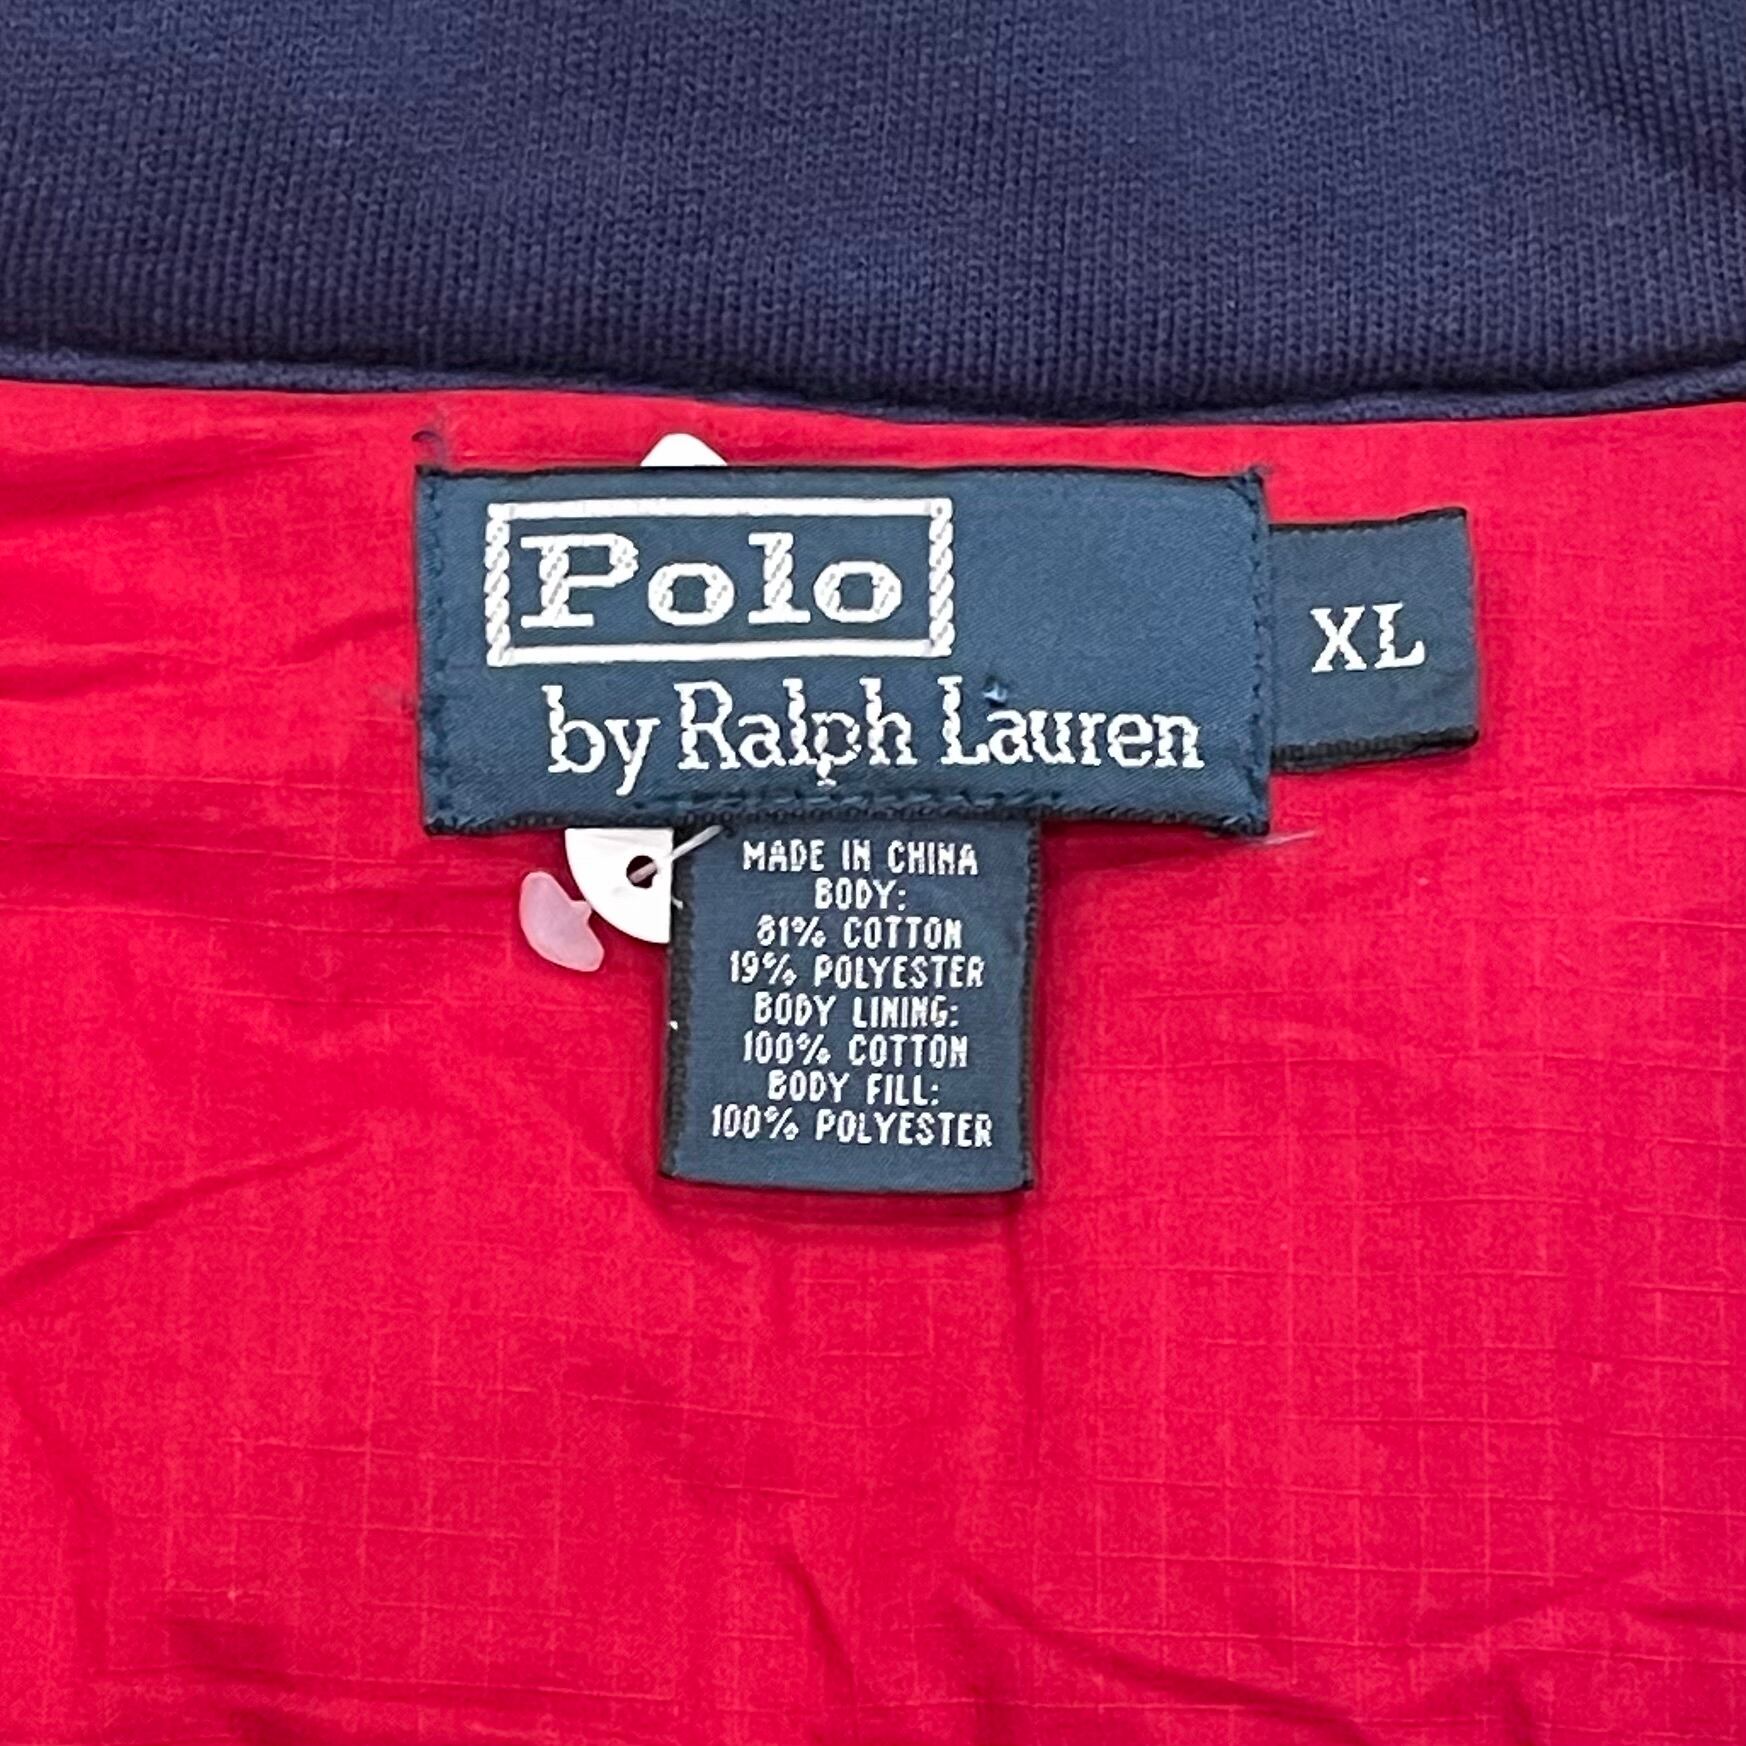 Polo
by Ralph Lauren
XL
MADE IN CHINA
BODY:
81% COTTON
19% POLYESTER
BODY LINING:
100% COTTON
BODY FILL:
100% POLYESTER